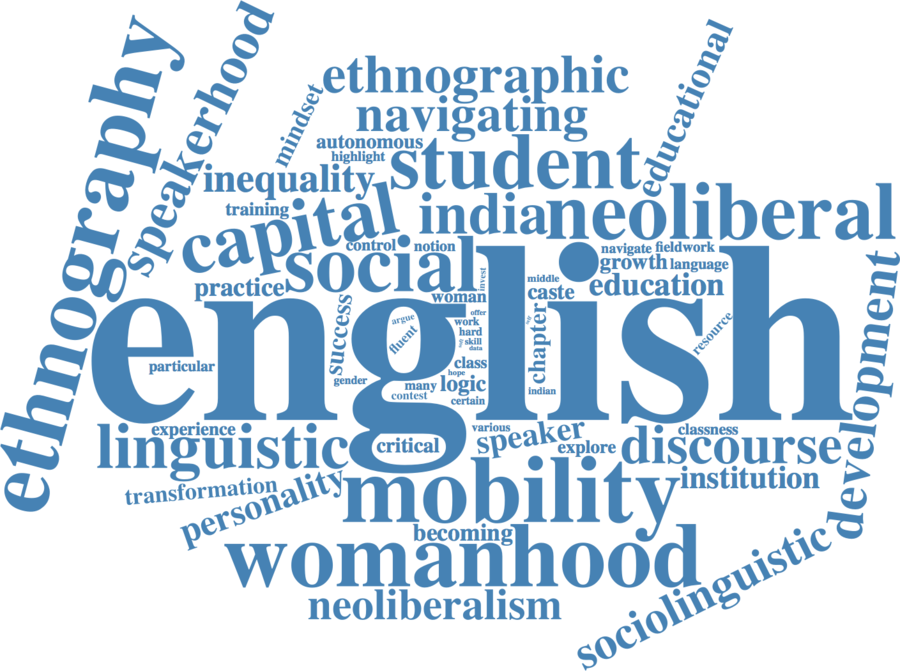 ethnography
speakerhood
mindset
ethnographic
navigating
educational
autonomous
highlight
student
inequality
training
capital
india
neoliberal
control
notion
social
navigate
fieldwork
growth
language
practice
invest
middle
caste
education
woman
english
success
argue
fluent
offer
work
hard
skill
data
chapter
resource
development
particular
class
hope
gender
many
logic
contest
certain
indian
experience
linguistic
critical
various
speaker
explore
classness
discourse
transformation
personality
mobility
institution
becoming
womanhood
neoliberalism
sociolinguistic